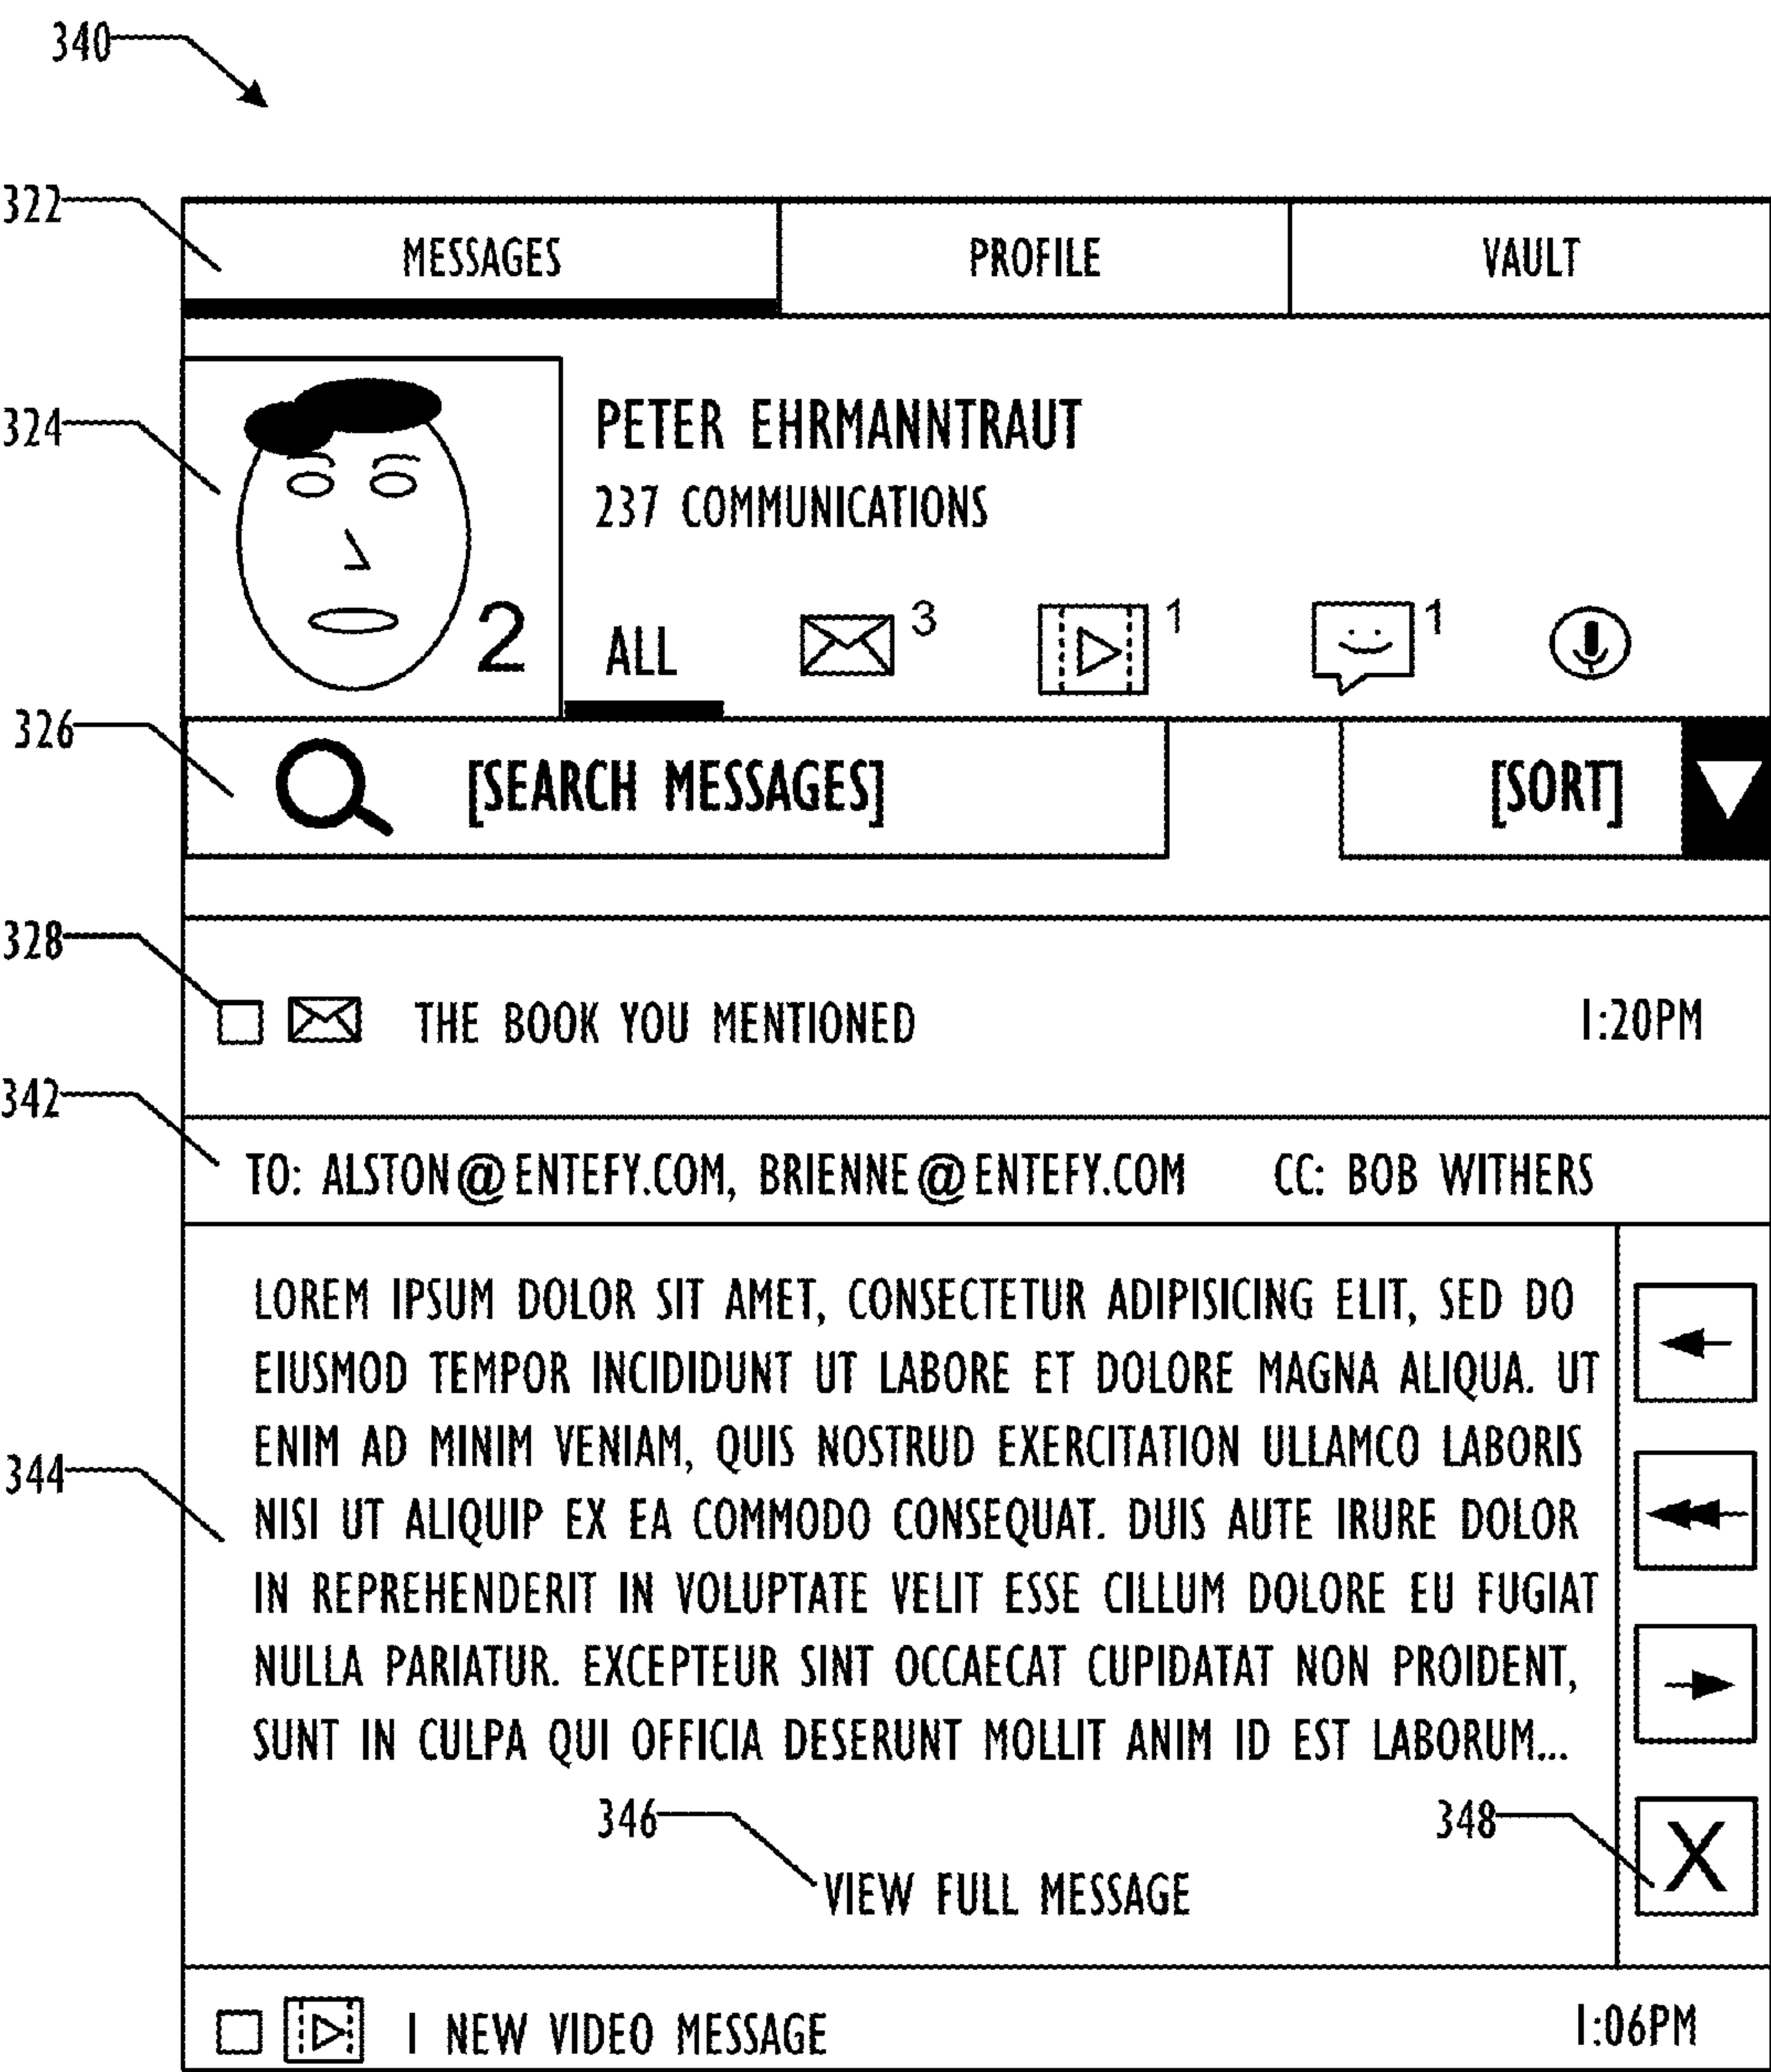 340
322
MESSAGES PROFILE VAULT
324
PETER EHRMANNTRAUT
237 COMMUNICATIONS
2 ALL 3 1 1
326
[SEARCH MESSAGES] [SORT]
328
THE BOOK YOU MENTIONED 1:20PM
342
TO: ALSTON@ENTEFY.COM, BRIENNE@ENTEFY.COM CC: BOB WITHERS
LOREM IPSUM DOLOR SIT AMET, CONSECTETUR ADIPISICING ELIT, SED DO
EIUSMOD TEMPOR INCIDIDUNT UT LABORE ET DOLORE MAGNA ALIQUA. UT
ENIM AD MINIM VENIAM, QUIS NOSTRUD EXERCITATION ULLAMCO LABORIS
344
NISI UT ALIQUIP EX EA COMMODO CONSEQUAT. DUIS AUTE IRURE DOLOR
IN REPREHENDERIT IN VOLUPTATE VELIT ESSE CILLUM DOLORE EU FUGIAT
NULLA PARIATUR. EXCEPTEUR SINT OCCAECAT CUPIDATAT NON PROIDENT,
SUNT IN CULPA QUI OFFICIA DESERUNT MOLLIT ANIM ID EST LABORUM...
346 348
X
VIEW FULL MESSAGE
1 NEW VIDEO MESSAGE 1:06PM